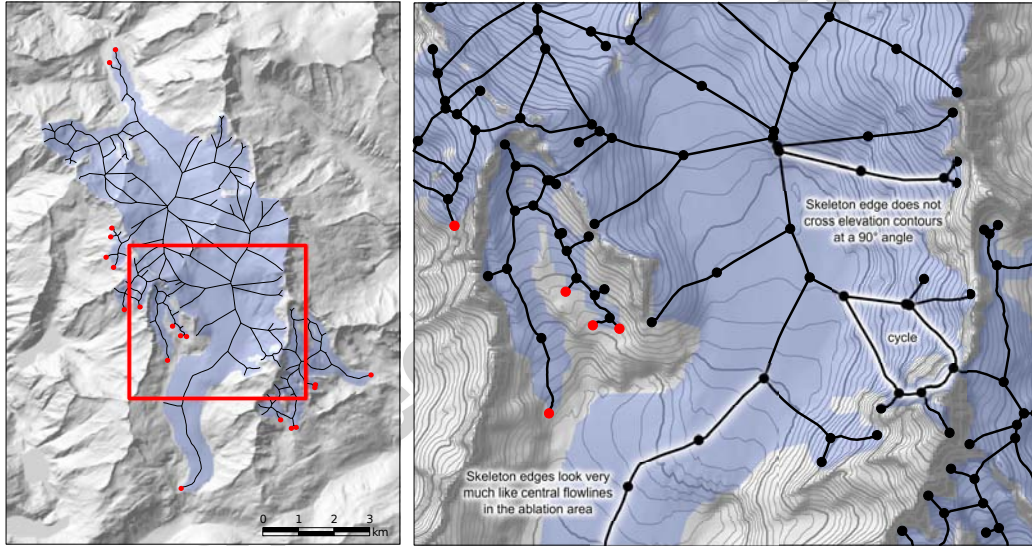 0 1 2 3
km
Skeleton edge does not
cross elevation contours
at a 90° angle
cycle
Skeleton edges look very
much like central flowlines
in the ablation area